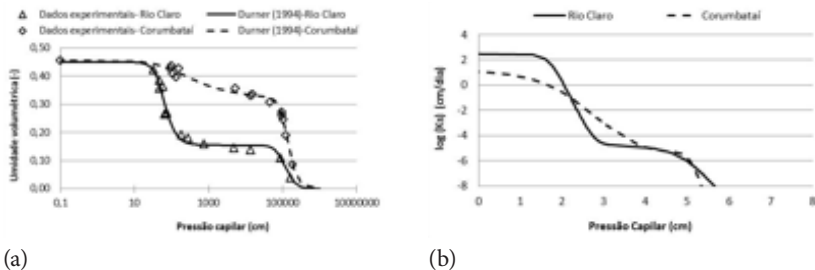 Dados experimentais- Rio Claro
Durner (1994)-Rio Claro
Dados experimentais - Corumbataí
Durner (1994)-Corumbataí
0,50
0,40
0,30
0,20
0,10
0,00
Umidade volumétrica (-)
0,1
10
1000
100000
10000000
Pressão capilar (cm)
(a)
Rio Claro
Corumbataí
4
2
0
-2
-4
-6
-8
log (Ks) (cm/dia)
0
1
2
3
4
5
6
7
8
Pressão Capilar (cm)
(b)